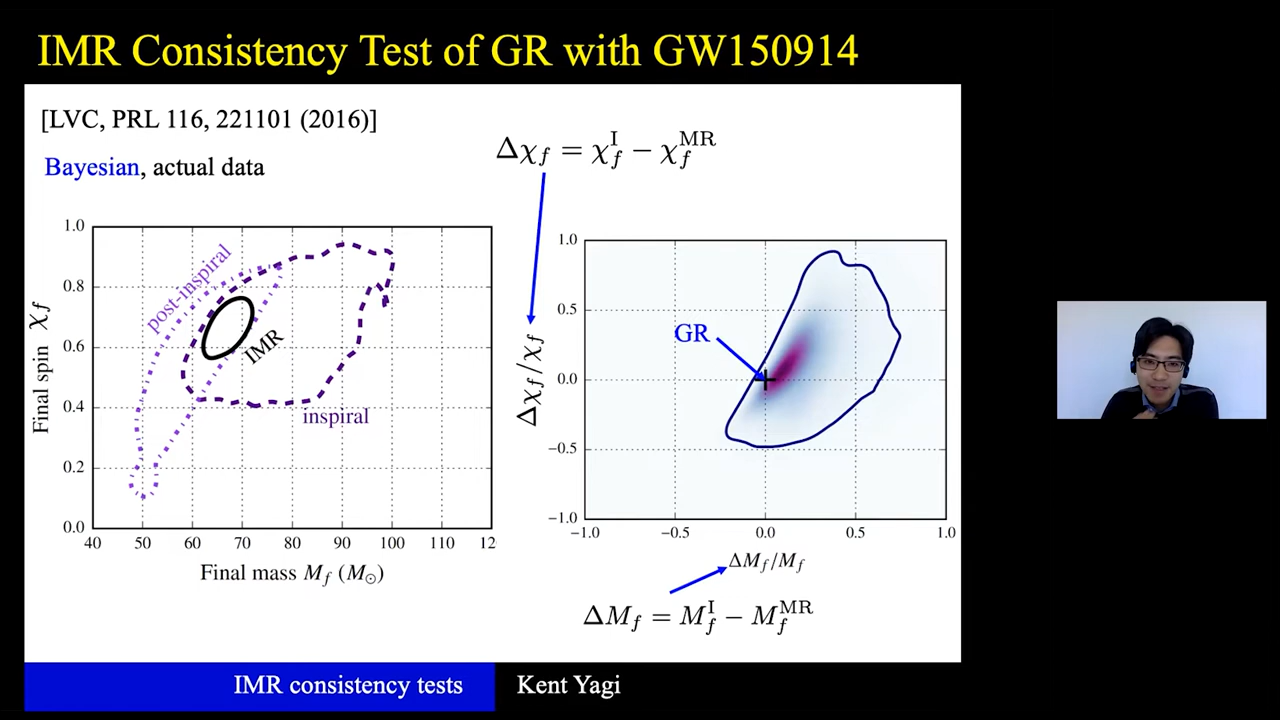 IMR Consistency Test of GR with GW150914
[LVC, PRL 116, 221101 (2016)]
Bayesian, actual data
Δχ_f = χ_f^I − χ_f^MR
1.0
0.8
0.6
0.4
0.2
0.0
Final spin χ_f
post-inspiral
IMR
inspiral
40 50 60 70 80 90 100 110 12
Final mass M_f (M_⊙)
1.0
0.5
0.0
−0.5
−1.0
Δχ_f/χ_f
GR
−1.0 −0.5 0.0 0.5 1.0
ΔM_f/M_f
ΔM_f = M_f^I − M_f^MR
IMR consistency tests Kent Yagi